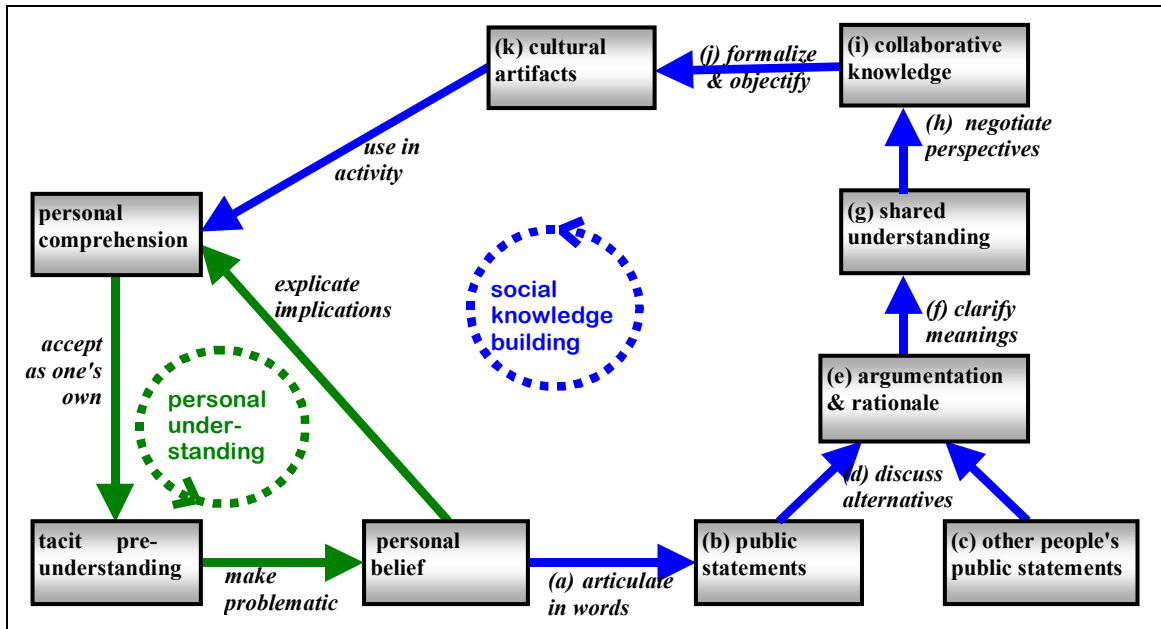 (k) cultural
artifacts
(j) formalize
& objectify
(i) collaborative
knowledge
(h) negotiate
perspectives
use in
activity
personal
comprehension
(g) shared
understanding
explicate
implications
social
knowledge
building
(f) clarify
meanings
accept
as one's
own
personal
under-
standing
(e) argumentation
& rationale
(d) discuss
alternatives
tacit pre-
understanding
make
problematic
personal
belief
(a) articulate
in words
(b) public
statements
(c) other people's
public statements